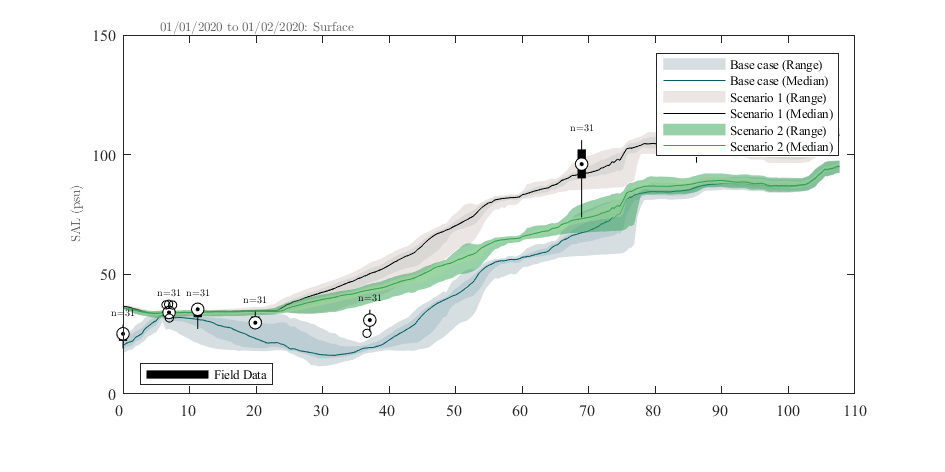 01/01/2020 to 01/02/2020: Surface
150
100
50
0
SAL (psu)
Base case (Range)
Base case (Median)
Scenario 1 (Range)
Scenario 1 (Median)
Scenario 2 (Range)
Scenario 2 (Median)
n=31
n=31
n=31
n=31
n=31
n=31
Field Data
0 10 20 30 40 50 60 70 80 90 100 110